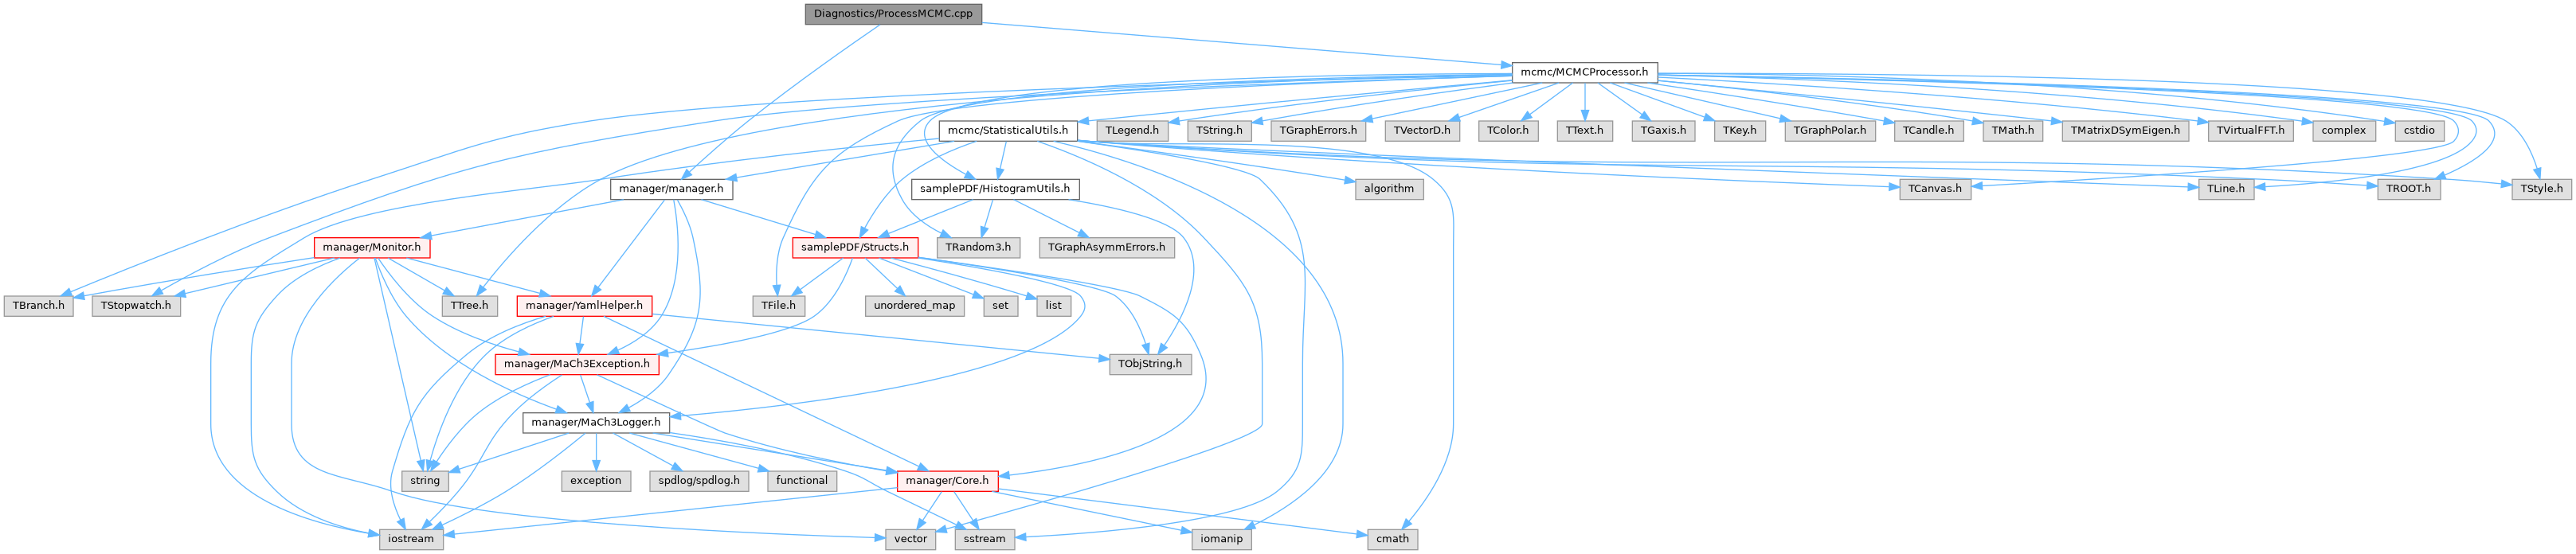 Diagnostics/ProcessMCMC.cpp
mcmc/MCMCProcessor.h
mcmc/StatisticalUtils.h
TLegend.h
TString.h
TGraphErrors.h
TVectorD.h
TColor.h
TText.h
TGaxis.h
TKey.h
TGraphPolar.h
TCandle.h
TMath.h
TMatrixDSymEigen.h
TVirtualFFT.h
complex
cstdio
manager/manager.h
samplePDF/HistogramUtils.h
algorithm
TCanvas.h
TLine.h
TROOT.h
TStyle.h
manager/Monitor.h
samplePDF/Structs.h
TRandom3.h
TGraphAsymmErrors.h
TBranch.h
TStopwatch.h
TTree.h
manager/YamlHelper.h
TFile.h
unordered_map
set
list
manager/MaCh3Exception.h
TObjString.h
manager/MaCh3Logger.h
string
exception
spdlog/spdlog.h
functional
manager/Core.h
iostream
vector
sstream
iomanip
cmath